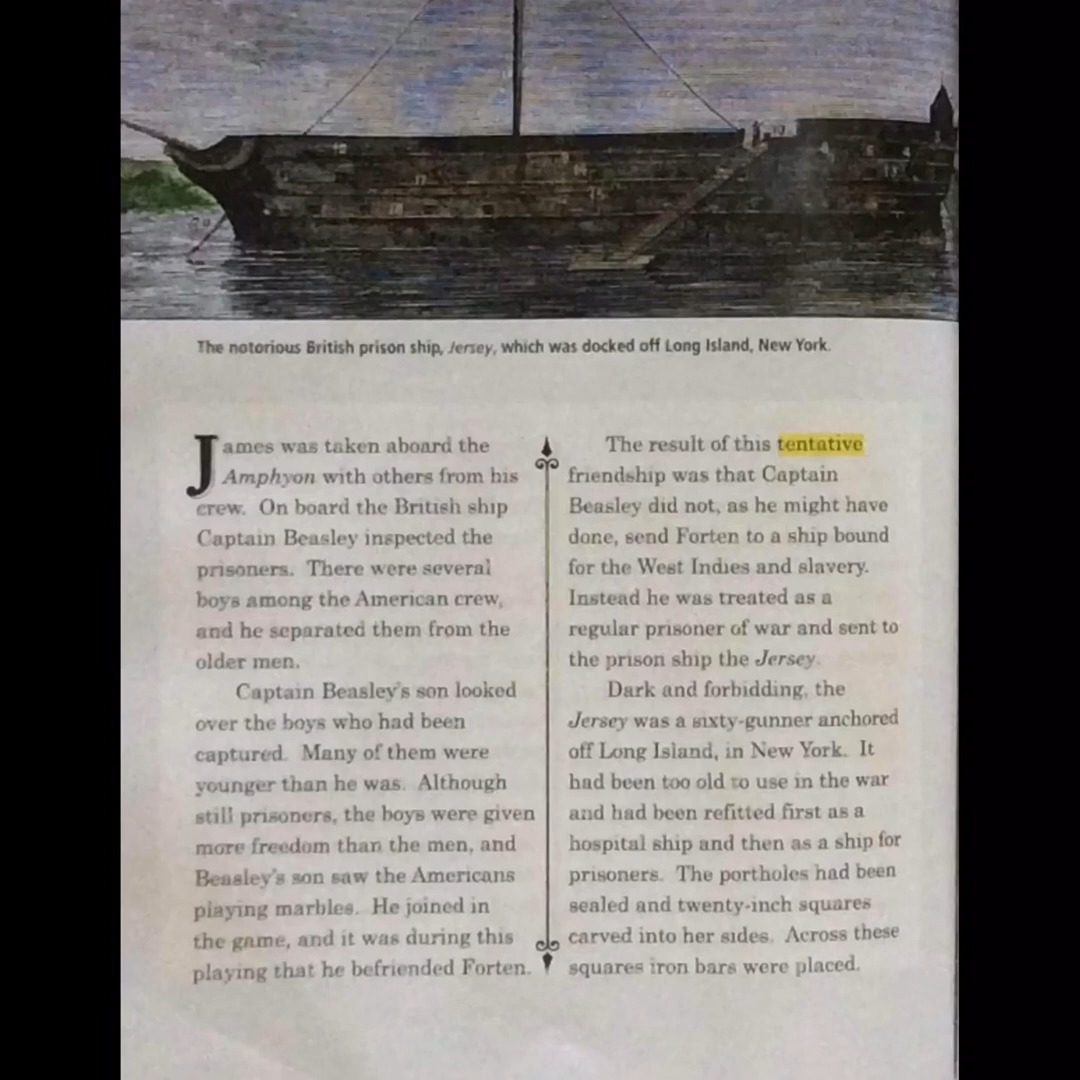 The notorious British prison ship, Jersey, which was docked off Long Island, New York.
James was taken aboard the
Amphyon with others from his
crew. On board the British ship
Captain Beasley inspected the
prisoners. There were several
boys among the American crew,
and he separated them from the
older men.
Captain Beasley's son looked
over the boys who had been
captured. Many of them were
younger than he was. Although
still prisoners, the boys were given
more freedom than the men, and
Beasley's son saw the Americans
playing marbles. He joined in
the game, and it was during this
playing that he befriended Forten.
The result of this tentative
friendship was that Captain
Beasley did not, as he might have
done, send Forten to a ship bound
for the West Indies and slavery.
Instead he was treated as a
regular prisoner of war and sent to
the prison ship the Jersey.
Dark and forbidding, the
Jersey was a sixty-gunner anchored
off Long Island, in New York. It
had been too old to use in the war
and had been refitted first as a
hospital ship and then as a ship for
prisoners. The portholes had been
sealed and twenty-inch squares
carved into her sides. Across these
squares iron bars were placed.